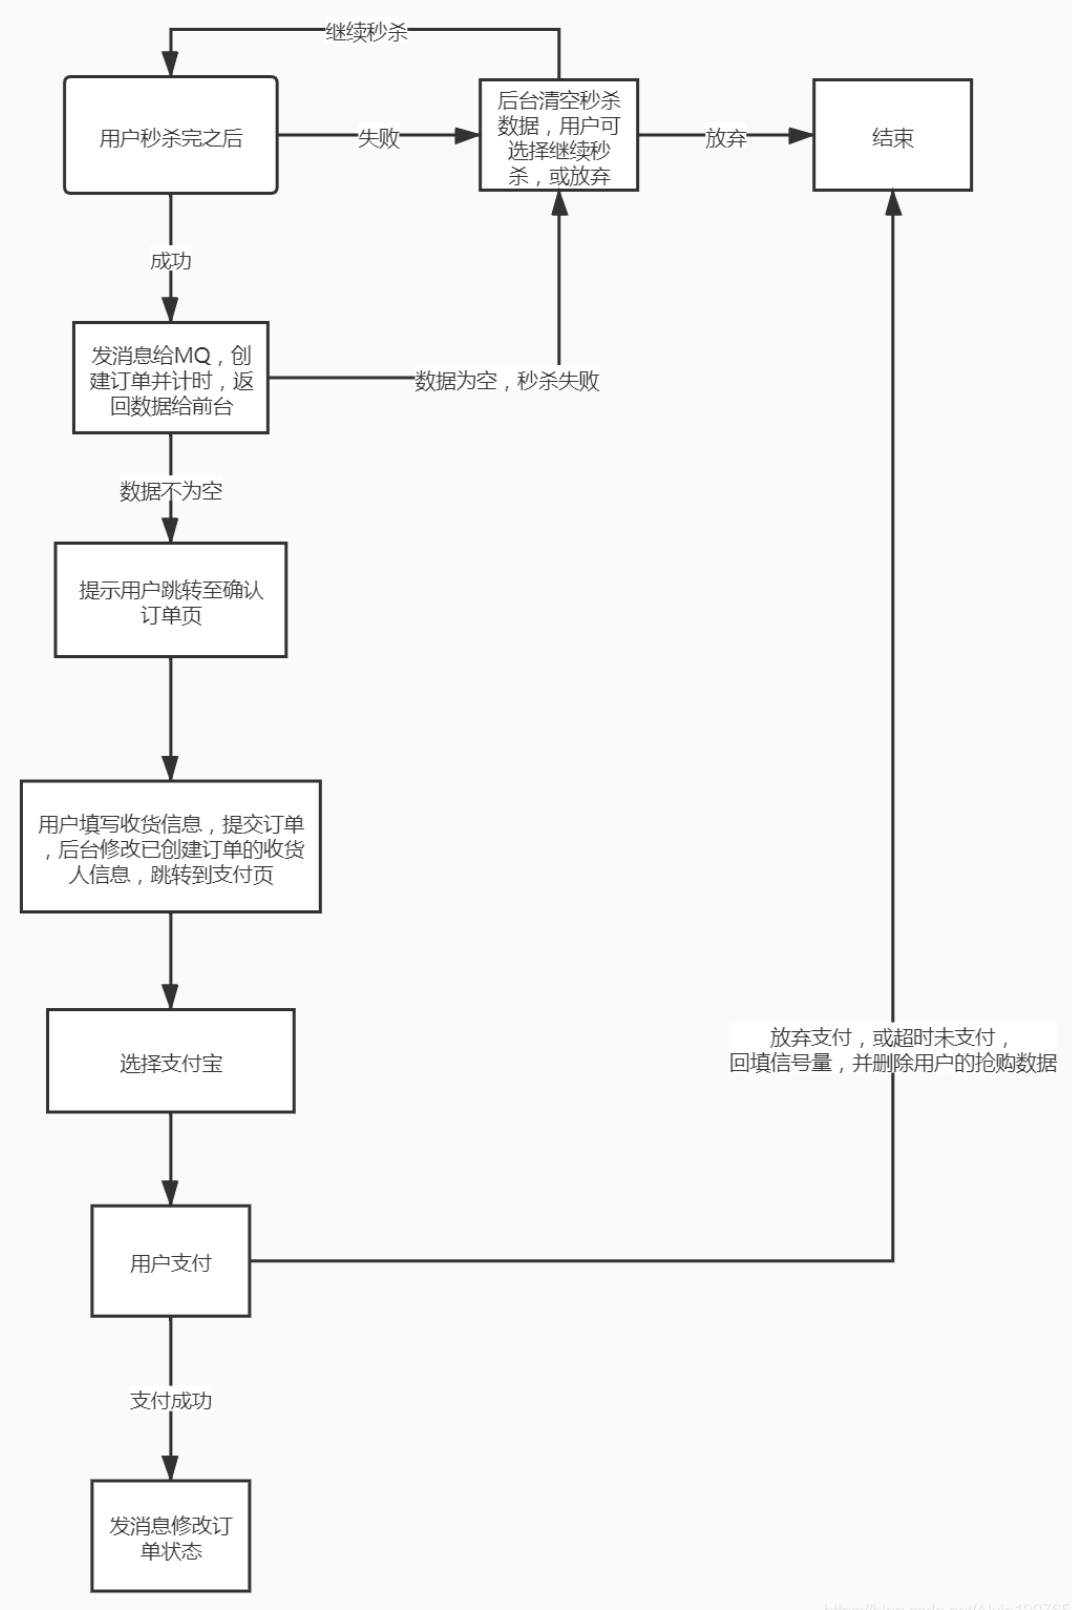 继续秒杀
用户秒杀完之后
失败
后台清空秒杀
数据，用户可
选择继续秒
杀，或放弃
放弃
结束
成功
发消息给MQ，创
建订单并计时，返
回数据给前台
数据为空，秒杀失败
数据不为空
提示用户跳转至确认
订单页
用户填写收货信息，提交订单
，后台修改已创建订单的收货
人信息，跳转到支付页
选择支付宝
放弃支付，或超时未支付，
回填信号量，并删除用户的抢购数据
用户支付
支付成功
发消息修改订
单状态